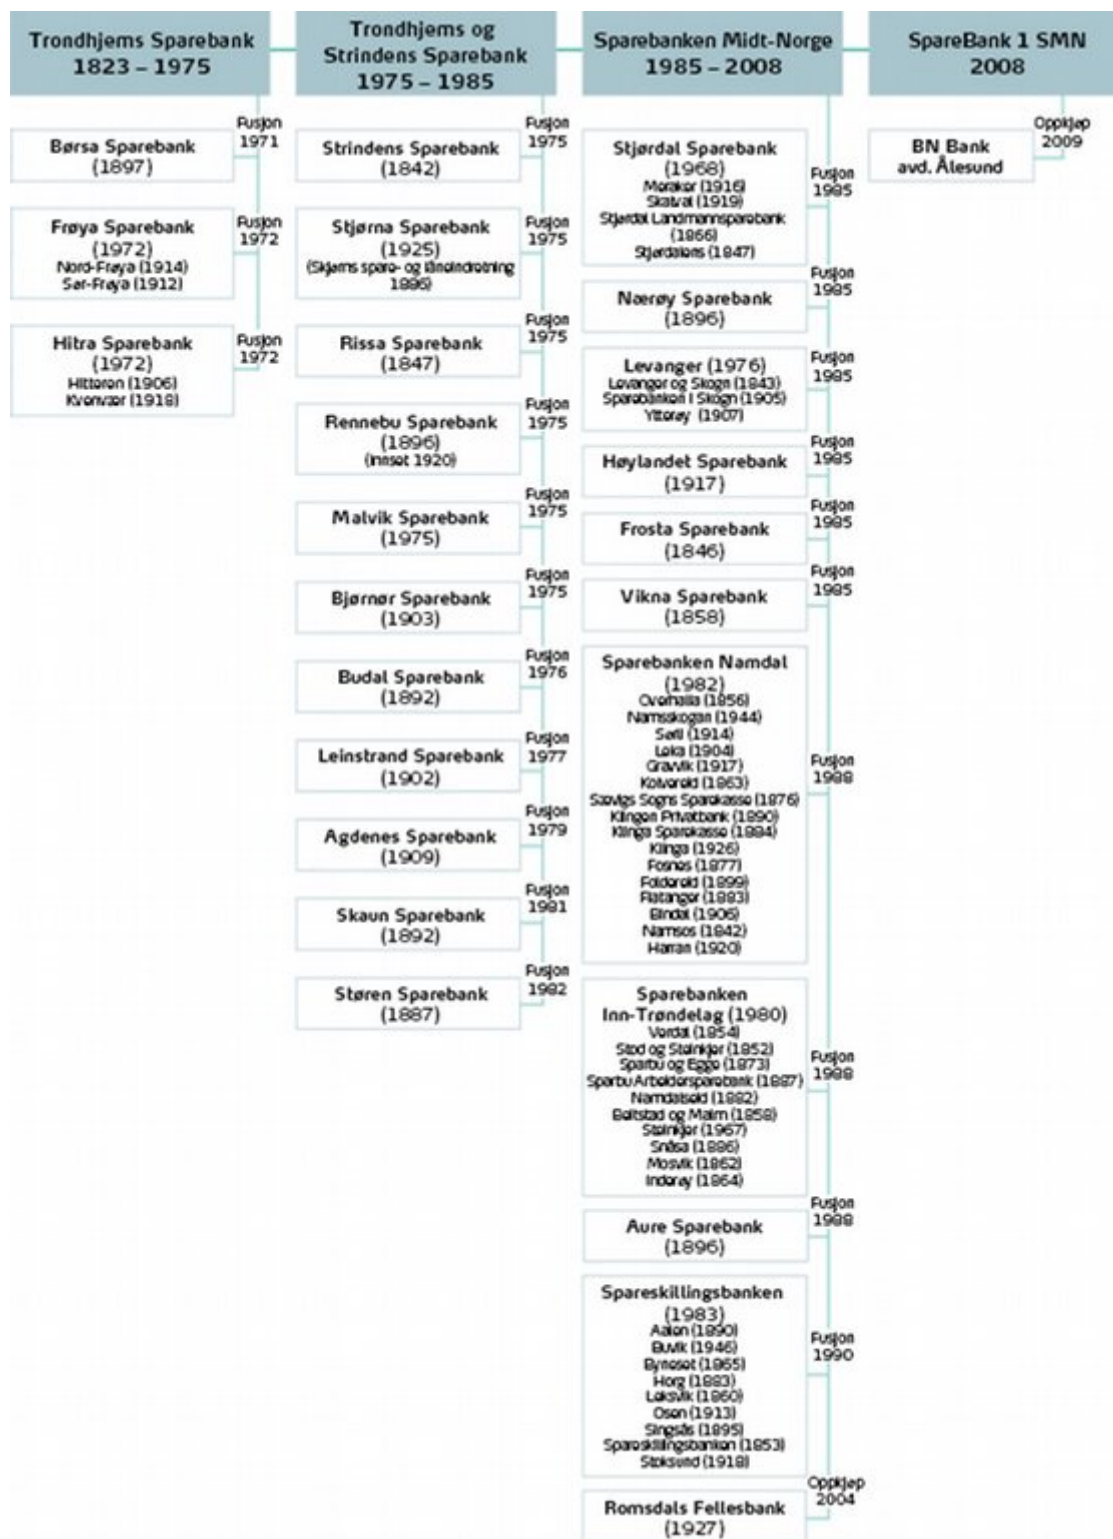 Trondhjems Sparebank
1823 – 1975
Fusjon
1971
Børsa Sparebank
(1897)
Fusjon
1972
Frøya Sparebank
(1972)
Nord-Frøya (1914)
Sør-Frøya (1912)
Fusjon
1972
Hitra Sparebank
(1972)
Hitteren (1906)
Kvenvær (1918)
Trondhjems og
Strindens Sparebank
1975 – 1985
Fusjon
1975
Strindens Sparebank
(1842)
Fusjon
1975
Stjørna Sparebank
(1925)
(Skjørns spare- og låneindretning
1886)
Fusjon
1975
Rissa Sparebank
(1847)
Fusjon
1975
Rennebu Sparebank
(1896)
(Innset 1920)
Fusjon
1975
Malvik Sparebank
(1975)
Fusjon
1975
Bjørnør Sparebank
(1903)
Fusjon
1976
Budal Sparebank
(1892)
Fusjon
1977
Leinstrand Sparebank
(1902)
Fusjon
1979
Agdenes Sparebank
(1909)
Fusjon
1981
Skaun Sparebank
(1892)
Fusjon
1982
Støren Sparebank
(1887)
Sparebanken Midt-Norge
1985 – 2008
Stjørdal Sparebank
(1968)
Fusjon
1985
Meråker (1916)
Skatval (1919)
Stjørdal Landmannsparebank
(1866)
Stjørdalens (1847)
Fusjon
1985
Nærøy Sparebank
(1896)
Fusjon
1985
Levanger (1976)
Levanger og Skogn (1843)
Sparebanken i Skogn (1905)
Ytterøy (1907)
Fusjon
1985
Høylandet Sparebank
(1917)
Fusjon
1985
Frosta Sparebank
(1846)
Fusjon
1985
Vikna Sparebank
(1858)
Sparebanken Namdal
(1982)
Overhalla (1856)
Namsskogan (1944)
Sørli (1914)
Leka (1904)
Gravvik (1917)
Kolvereid (1863)
Fusjon
1988
Sævigs Sogns Sparekasse (1876)
Klingen Privatbank (1890)
Klinga Sparekasse (1884)
Klinga (1926)
Fosnes (1877)
Foldereid (1899)
Flatanger (1883)
Bindal (1906)
Namsos (1842)
Harran (1920)
Sparebanken
Inn-Trøndelag (1980)
Verdal (1854)
Stod og Steinkjer (1852)
Sparbu og Egge (1873)
Fusjon
1988
Sparbu Arbeidersparebank (1887)
Namdalseid (1882)
Beitstad og Malm (1858)
Steinkjer (1967)
Snåsa (1886)
Mosvik (1862)
Inderøy (1864)
Fusjon
1988
Aure Sparebank
(1896)
Spareskillingsbanken
(1983)
Aalen (1890)
Buvik (1946)
Fusjon
1990
Byneset (1865)
Horg (1883)
Leksvik (1860)
Osen (1913)
Singsås (1895)
Spareskillingsbanken (1853)
Stoksund (1918)
Oppkjøp
2004
Romsdals Fellesbank
(1927)
SpareBank 1 SMN
2008
Oppkjøp
2009
BN Bank
avd. Ålesund